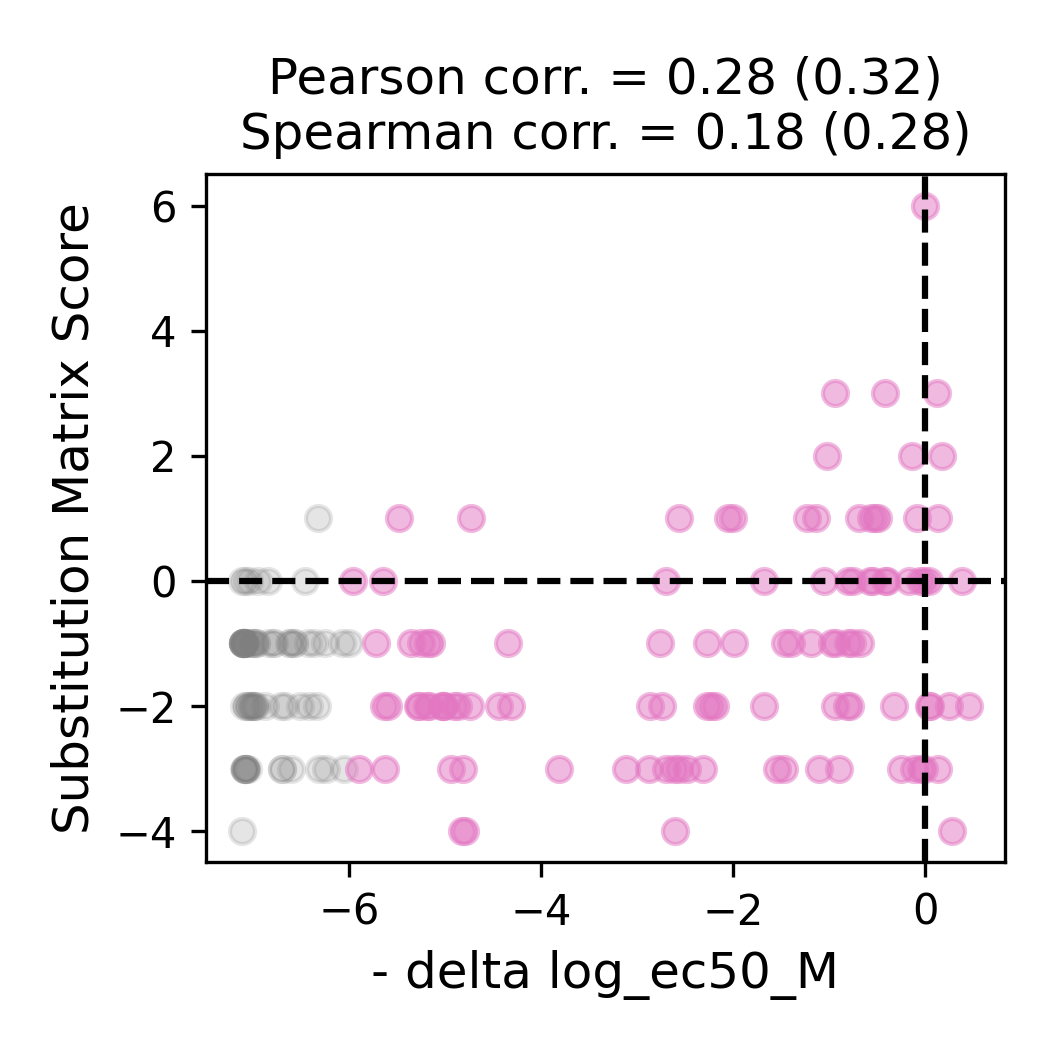 Pearson corr. = 0.28 (0.32)
Spearman corr. = 0.18 (0.28)
Substitution Matrix Score
6
4
2
0
−2
−4
−6
−4
−2
0
- delta log_ec50_M